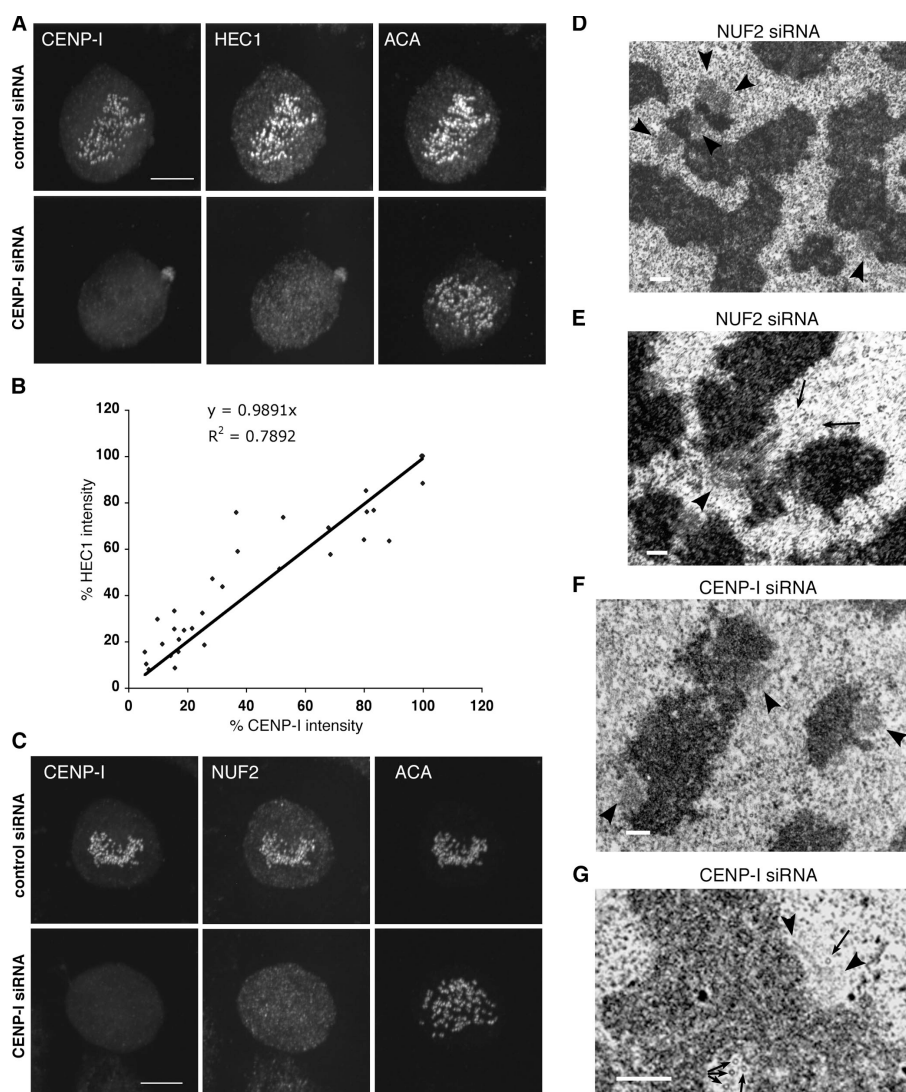 A
CENP-I
HEC1
ACA
control siRNA
CENP-I siRNA
B
y = 0.9891x
R² = 0.7892
120
100
80
60
40
20
0
% HEC1 intensity
0 20 40 60 80 100 120
% CENP-I intensity
C
CENP-I
NUF2
ACA
control siRNA
CENP-I siRNA
D
NUF2 siRNA
E
NUF2 siRNA
F
CENP-I siRNA
G
CENP-I siRNA